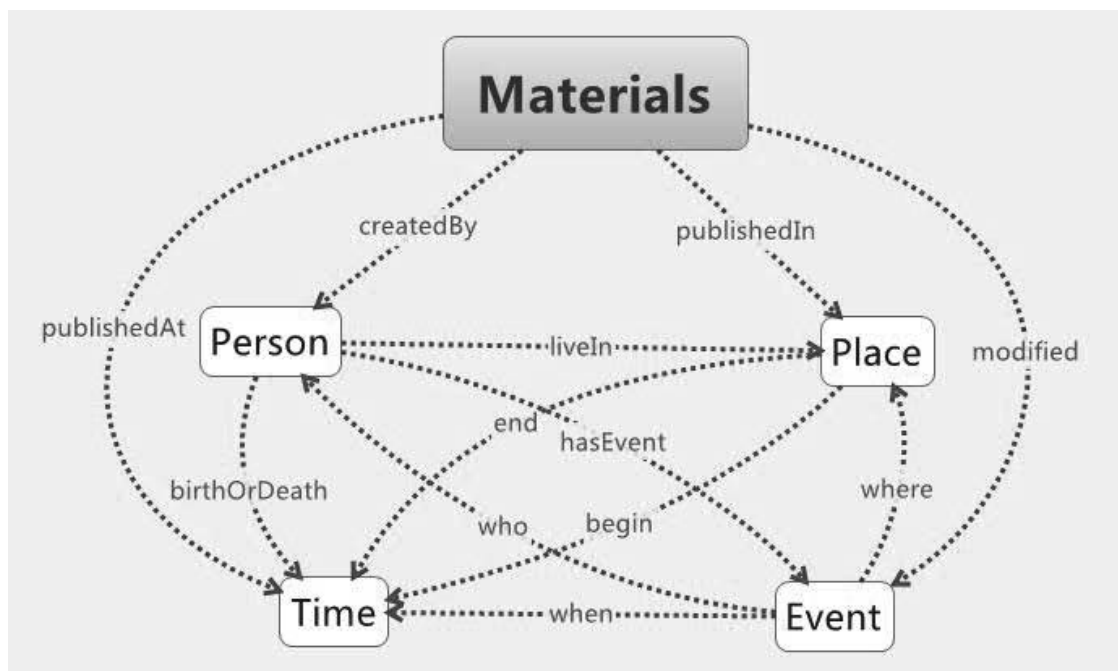 Materials
createdBy
publishedIn
publishedAt
Person
liveIn
Place
modified
end
hasEvent
birthOrDeath
where
who
begin
Time
when
Event